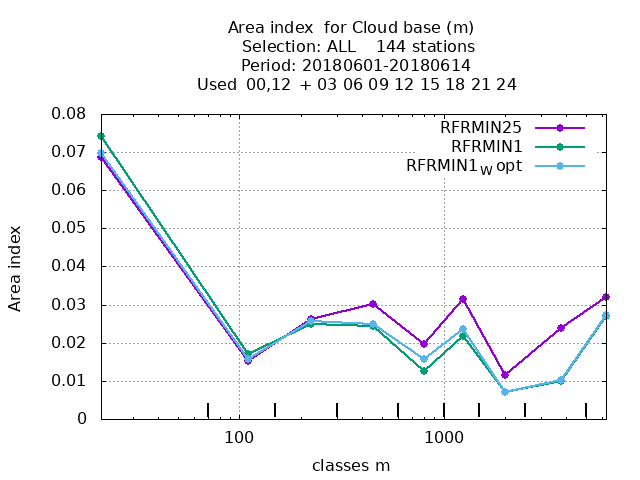 Area index  for Cloud base (m)
Selection: ALL    144 stations
Period: 20180601-20180614
Used  00,12  + 03 06 09 12 15 18 21 24
RFRMIN25
RFRMIN1
RFRMIN1W opt
0.08
0.07
0.06
0.05
0.04
0.03
0.02
0.01
0
Area index
100
1000
classes m